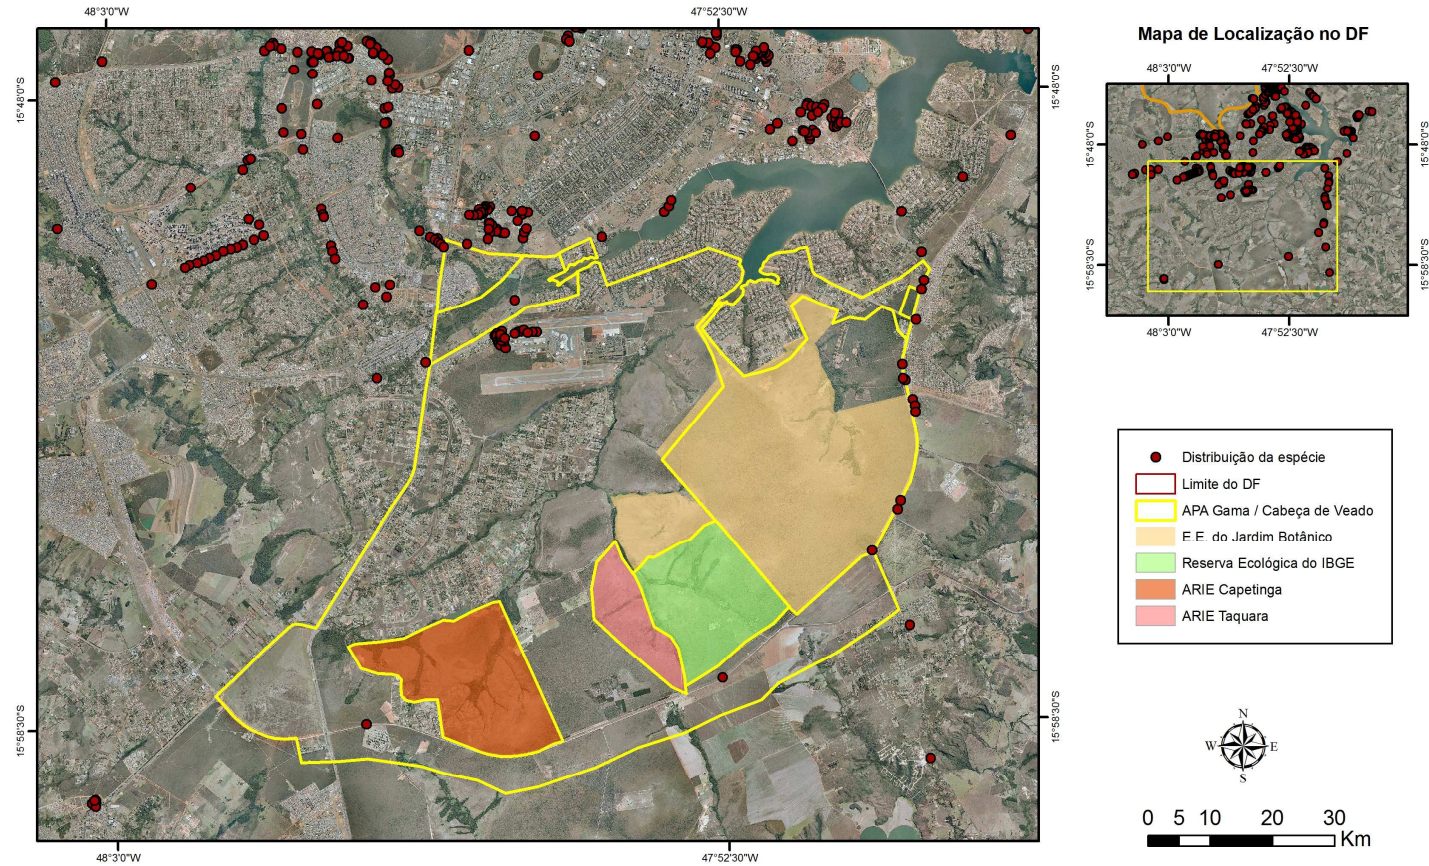 48°3'0"W
47°52'30"W
15°48'0"S
15°48'0"S
15°58'30"S
15°58'30"S
48°3'0"W
47°52'30"W
Mapa de Localização no DF
48°3'0"W
47°52'30"W
15°48'0"S
15°48'0"S
15°58'30"S
15°58'30"S
48°3'0"W
47°52'30"W
Distribuição da espécie
Limite do DF
APA Gama / Cabeça de Veado
E.E. do Jardim Botânico
Reserva Ecológica do IBGE
ARIE Capetinga
ARIE Taquara
N
W E
S
0 5 10 20 30
Km